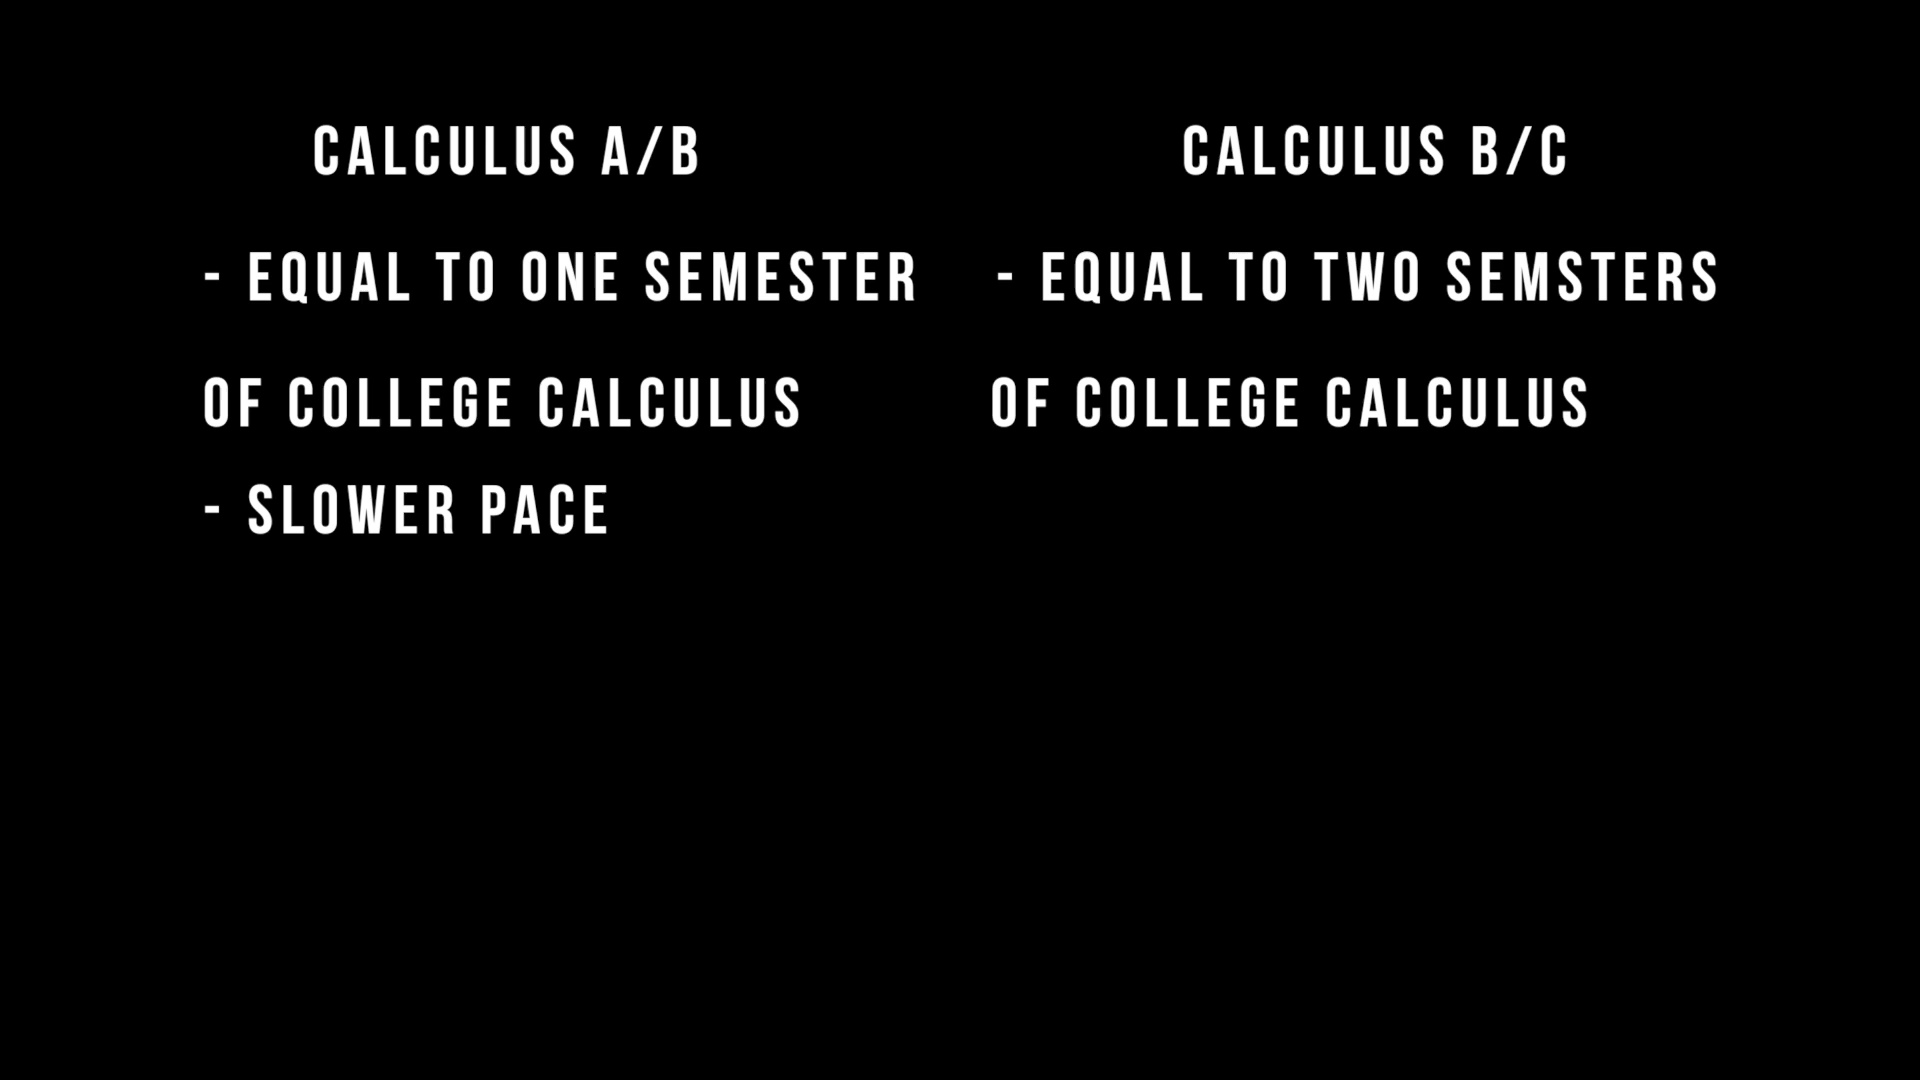 CALCULUS A/B
- EQUAL TO ONE SEMESTER
OF COLLEGE CALCULUS
- SLOWER PACE
CALCULUS B/C
- EQUAL TO TWO SEMSTERS
OF COLLEGE CALCULUS